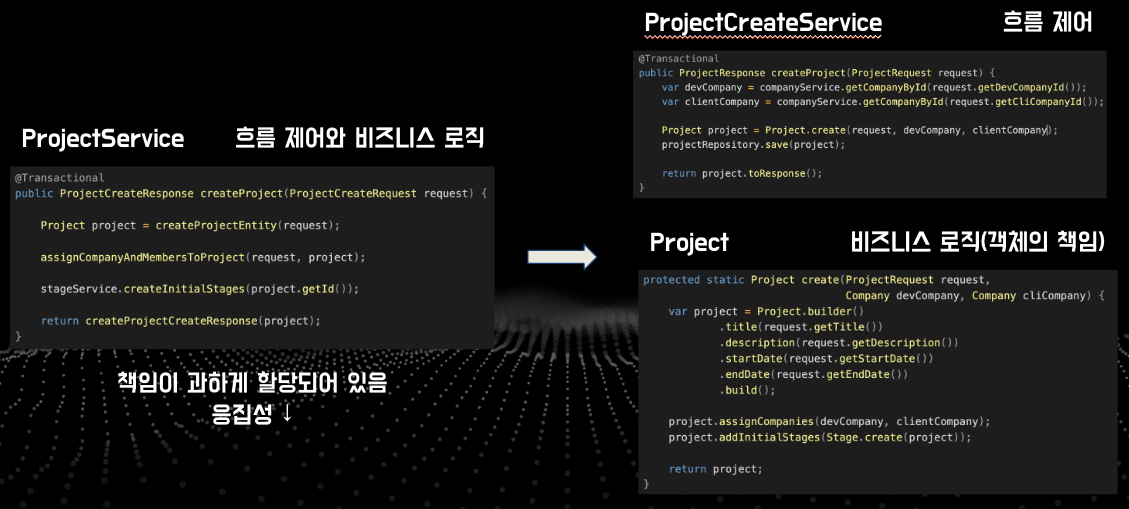 ProjectService 흐름 제어와 비즈니스 로직
@Transactional
public ProjectCreateResponse createProject(ProjectCreateRequest request) {
Project project = createProjectEntity(request);
assignCompanyAndMembersToProject(request, project);
stageService.createInitialStages(project.getId());
return createProjectCreateResponse(project);
}
책임이 과하게 할당되어 있음
응집성 ↓
ProjectCreateService 흐름 제어
@Transactional
public ProjectResponse createProject(ProjectRequest request) {
var devCompany = companyService.getCompanyById(request.getDevCompanyId());
var clientCompany = companyService.getCompanyById(request.getCliCompanyId());
Project project = Project.create(request, devCompany, clientCompany);
projectRepository.save(project);
return project.toResponse();
}
Project 비즈니스 로직(객체의 책임)
protected static Project create(ProjectRequest request,
Company devCompany, Company cliCompany) {
var project = Project.builder()
.title(request.getTitle())
.description(request.getDescription())
.startDate(request.getStartDate())
.endDate(request.getEndDate())
.build();
project.assignCompanies(devCompany, clientCompany);
project.addInitialStages(Stage.create(project));
return project;
}